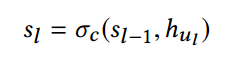 s_l = σ_c(s_{l−1}, h_{u_l})